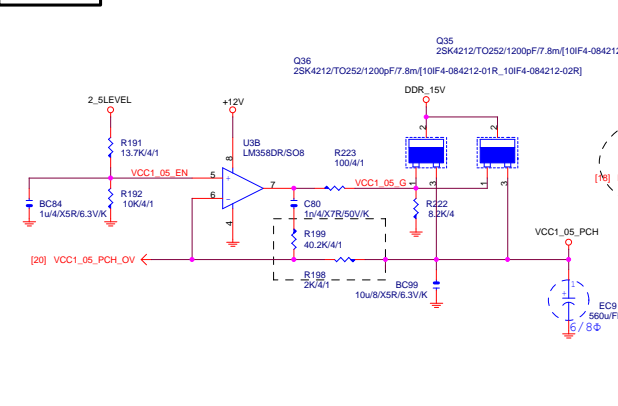 Q35
2SK4212/TO252/1200pF/7.8m/[10IF4-084212
Q36
2SK4212/TO252/1200pF/7.8m/[10IF4-084212-01R_10IF4-084212-02R]
DDR_15V
2_5LEVEL
+12V
2
2
R191
13.7K/4/1
8
U3B
LM358DR/SO8
R223
100/4/1
VCC1_05_EN
5
+
7
VCC1_05_G
1
3
1
3
6
-
R192
10K/4/1
BC84
1u/4/X5R/6.3V/K
4
C80
1n/4/X7R/50V/K
R222
8.2K/4
R199
40.2K/4/1
VCC1_05_PCH
[20] VCC1_05_PCH_OV
R198
2K/4/1
BC99
10u/8/X5R/6.3V/K
1
+
EC9
560u/F
6/8Φ